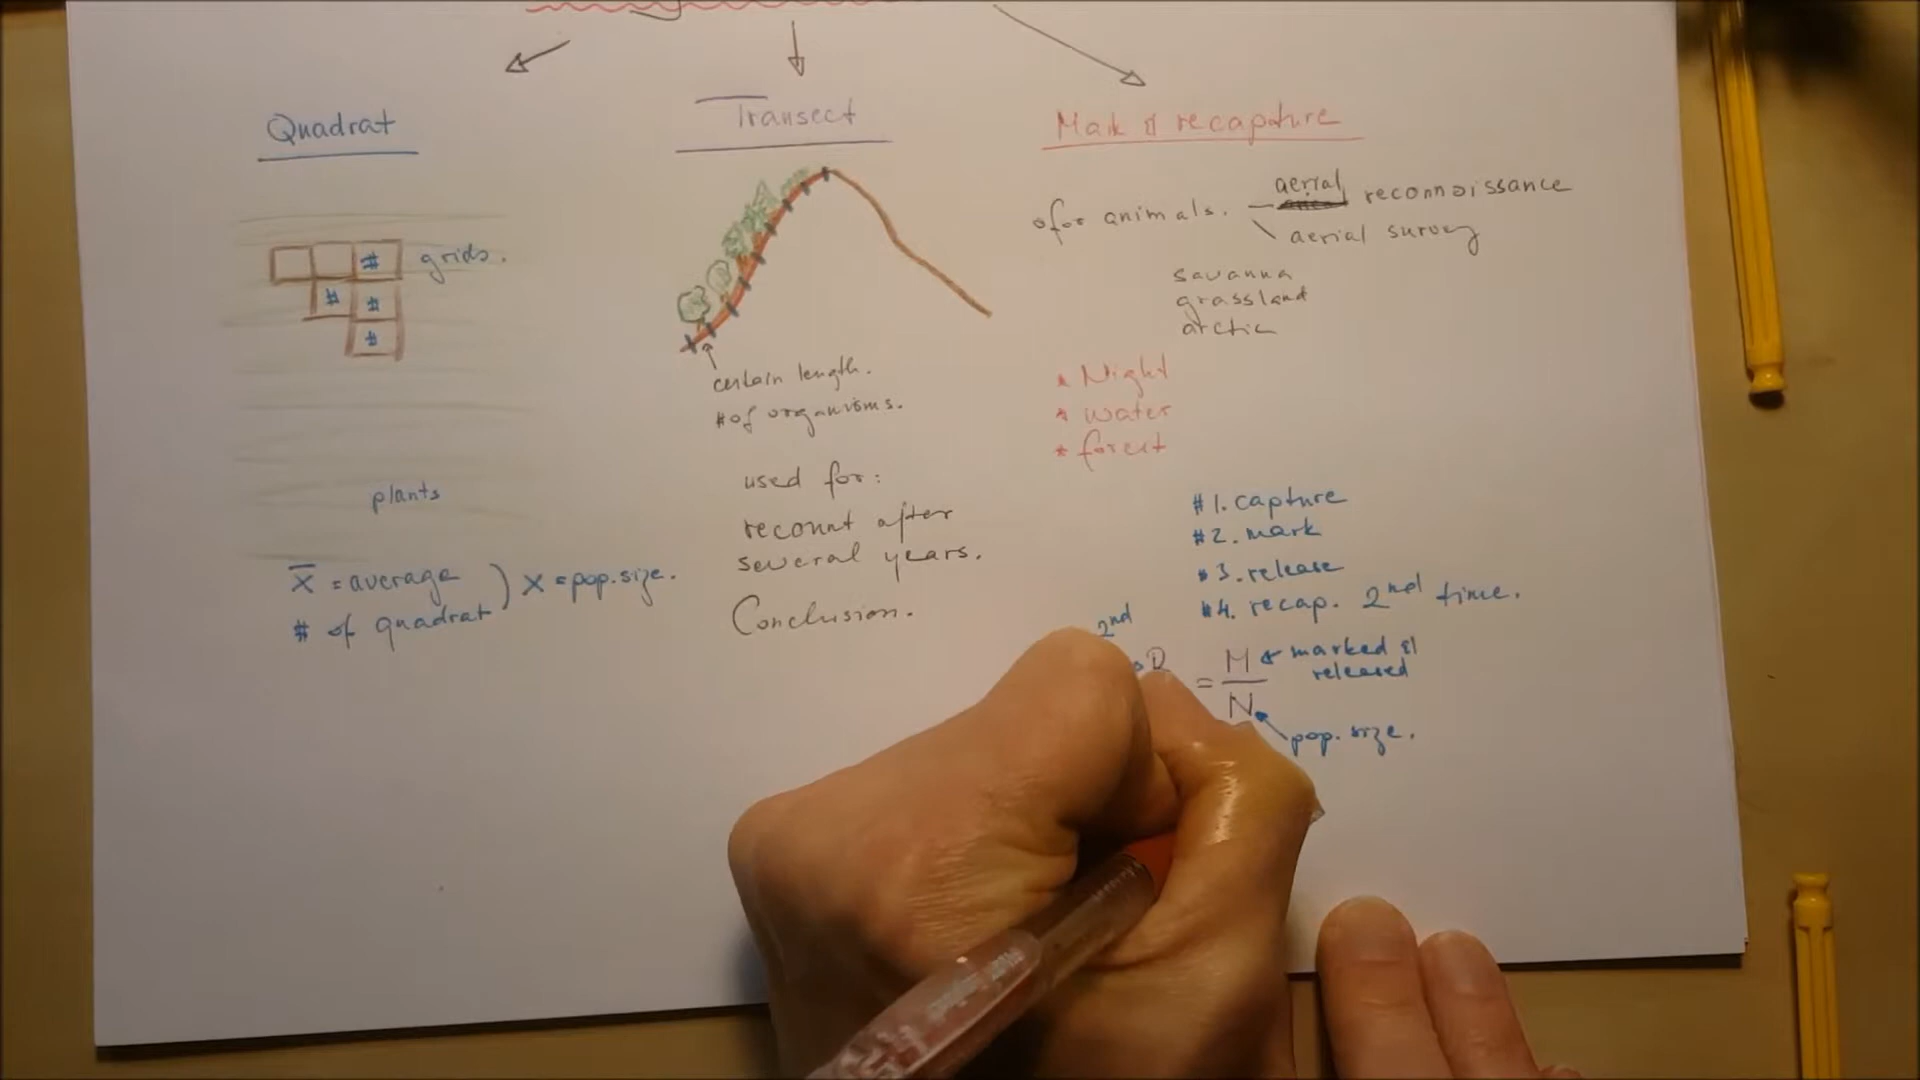 Quadrat
grids.
#
# #
#
plants
x̄ = average
# of quadrat
) x = pop. size.
Transect
certain length.
# of organisms.
used for:
recount after
several years.
Conclusion.
Mark & recapture
for animals. — aerial reconnoissance
\ aerial survey
savanna
grassland
arctic
* Night
* water
* forest
#1. capture
#2. mark
#3. release
#4. recap. 2nd time.
2nd
= M/N
marked & released
pop. size.